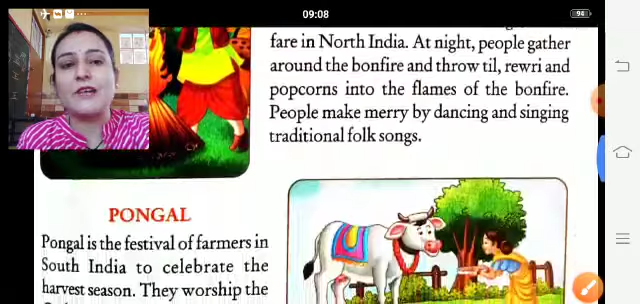 09:08
94
fare in North India. At night, people gather
around the bonfire and throw til, rewri and
popcorns into the flames of the bonfire.
People make merry by dancing and singing
traditional folk songs.
PONGAL
Pongal is the festival of farmers in
South India to celebrate the
harvest season. They worship the